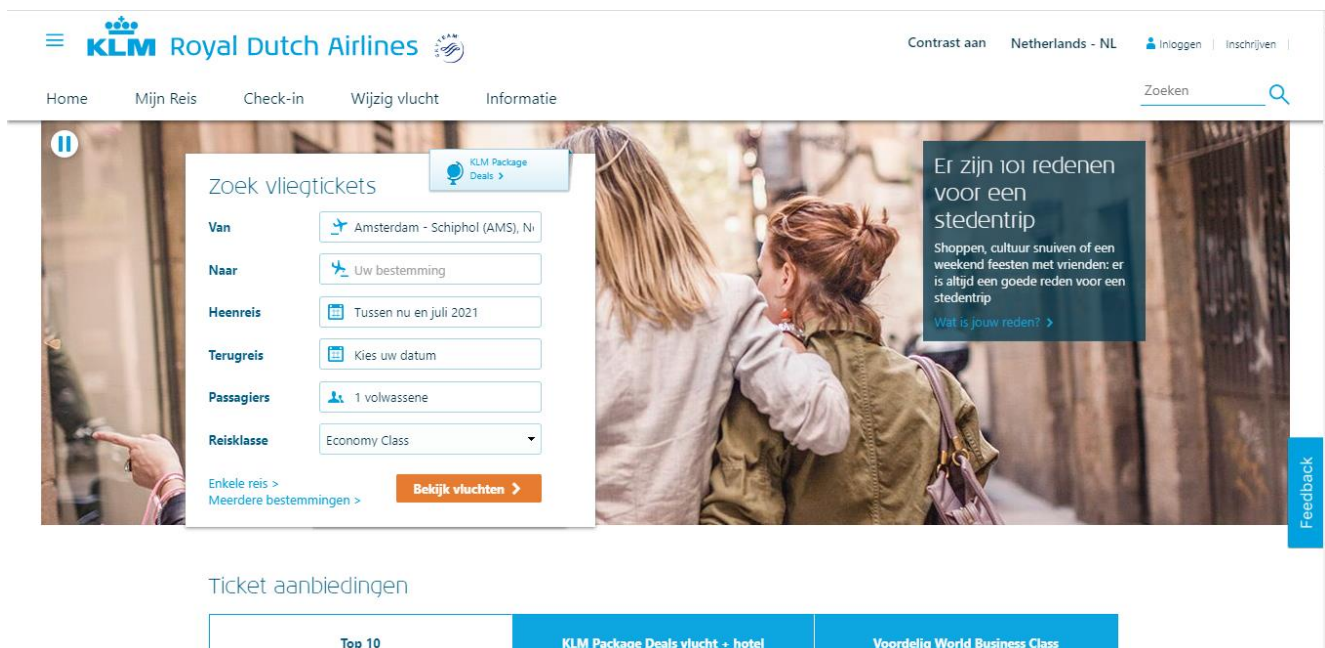 KLM Royal Dutch Airlines SKYTEAM
Contrast aan Netherlands - NL Inloggen Inschrijven
Home Mijn Reis Check-in Wijzig vlucht Informatie
Zoeken
KLM Package
Deals >
Zoek vliegtickets
Van Amsterdam - Schiphol (AMS), N
Naar Uw bestemming
Heenreis Tussen nu en juli 2021
Terugreis Kies uw datum
Passagiers 1 volwassene
Reisklasse Economy Class
Enkele reis >
Meerdere bestemmingen >
Bekijk vluchten >
Er zijn 101 redenen
voor een
stedentrip
Shoppen, cultuur snuiven of een
weekend feesten met vrienden: er
is altijd een goede reden voor een
stedentrip
Wat is jouw reden? >
Feedback
Ticket aanbiedingen
Top 10 KLM Package Deals vlucht + hotel Voordelig World Business Class